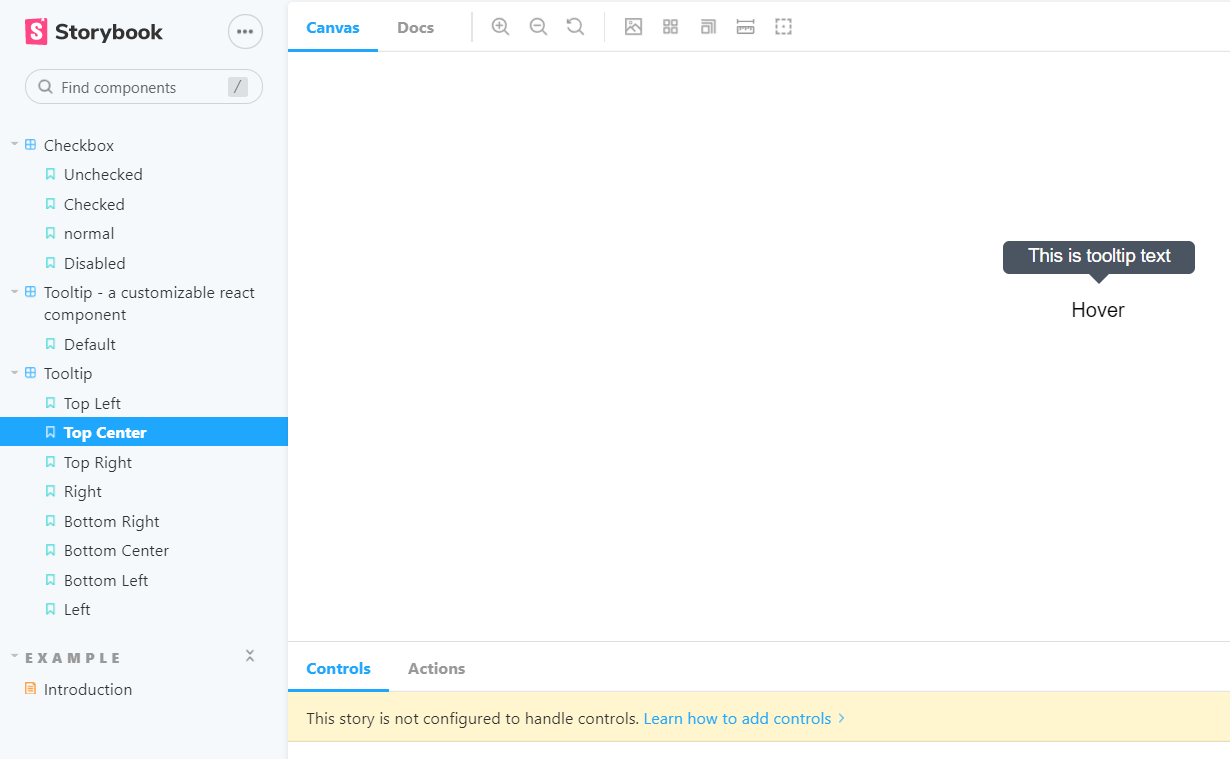 Storybook
Find components /
Checkbox
Unchecked
Checked
normal
Disabled
Tooltip - a customizable react
component
Default
Tooltip
Top Left
Top Center
Top Right
Right
Bottom Right
Bottom Center
Bottom Left
Left
EXAMPLE
Introduction
Canvas Docs
This is tooltip text
Hover
Controls Actions
This story is not configured to handle controls. Learn how to add controls